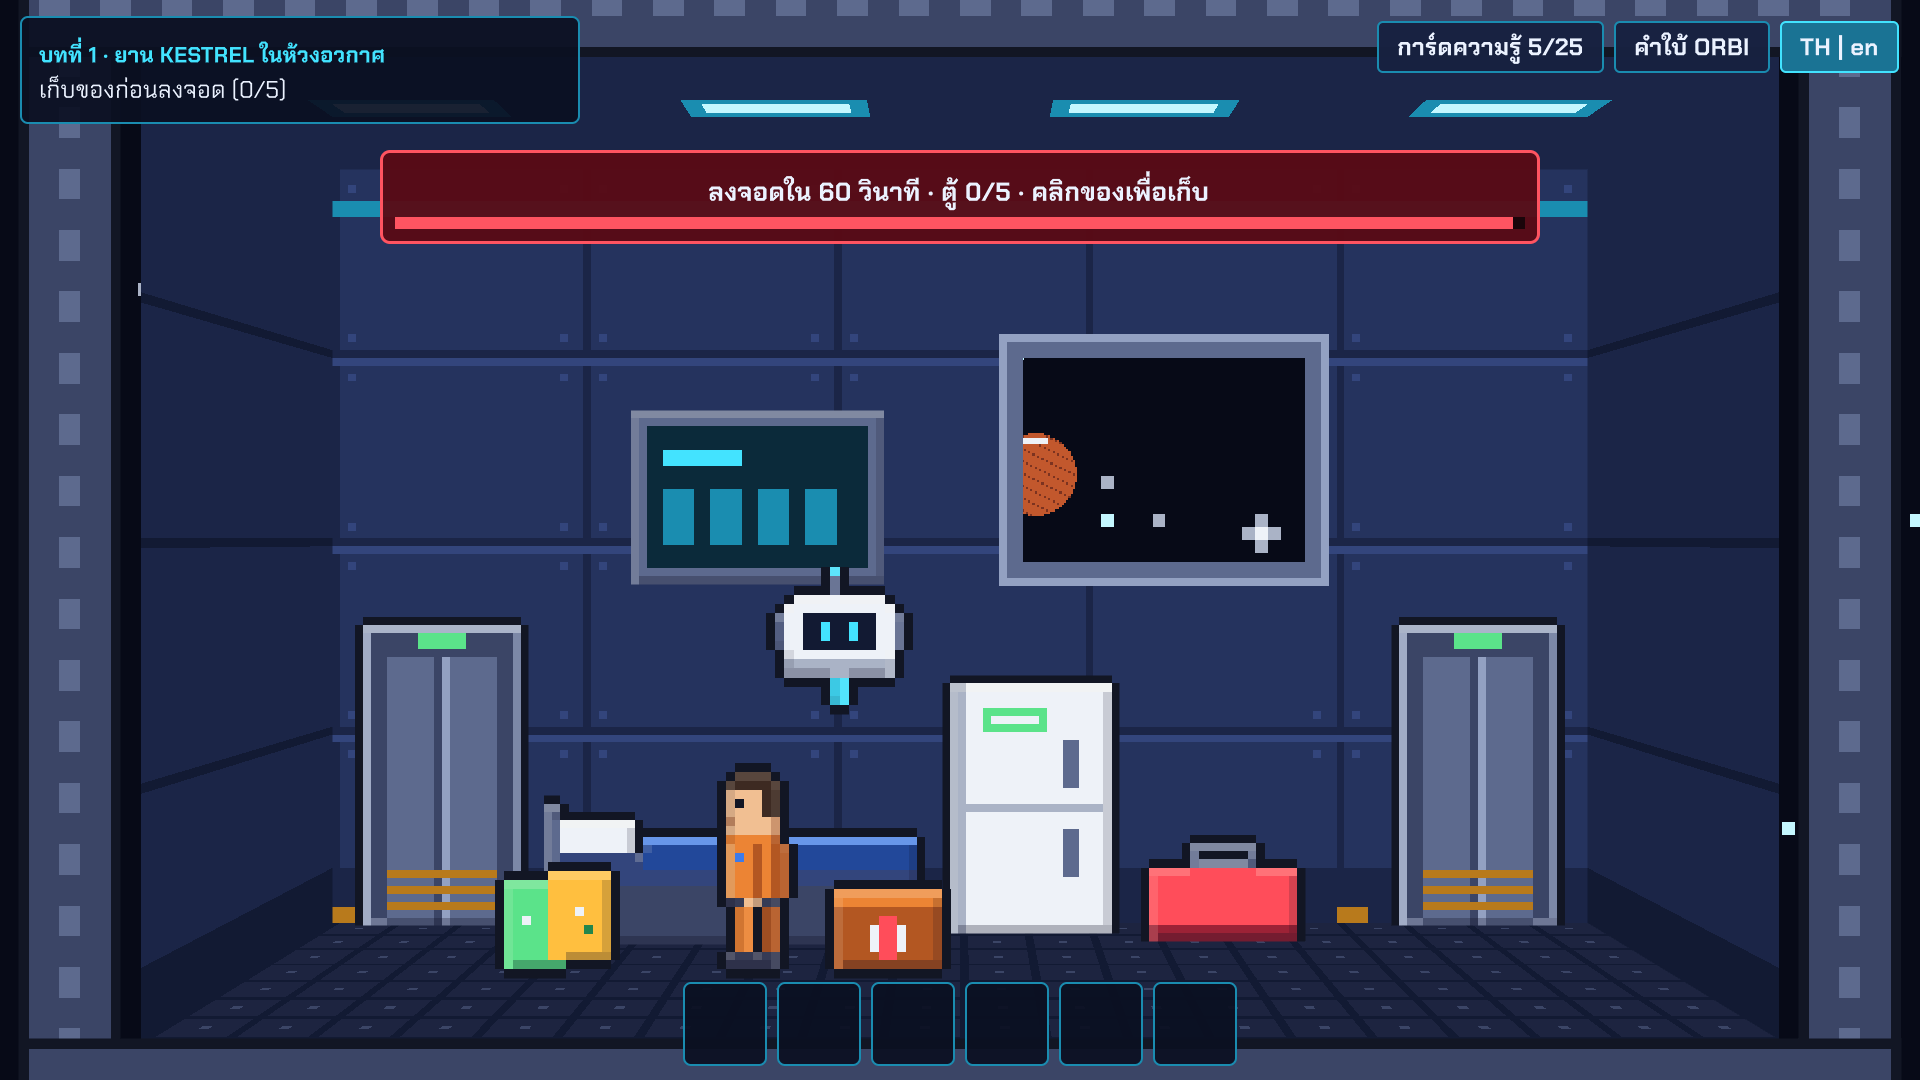 บทที่ 1 · ยาน KESTREL ในห้วงอวกาศ
เก็บของก่อนลงจอด (0/5)
การ์ดความรู้ 5/25
คำใบ้ ORBI
TH | en
ลงจอดใน 60 วินาที · ตู้ 0/5 · คลิกของเพื่อเก็บ